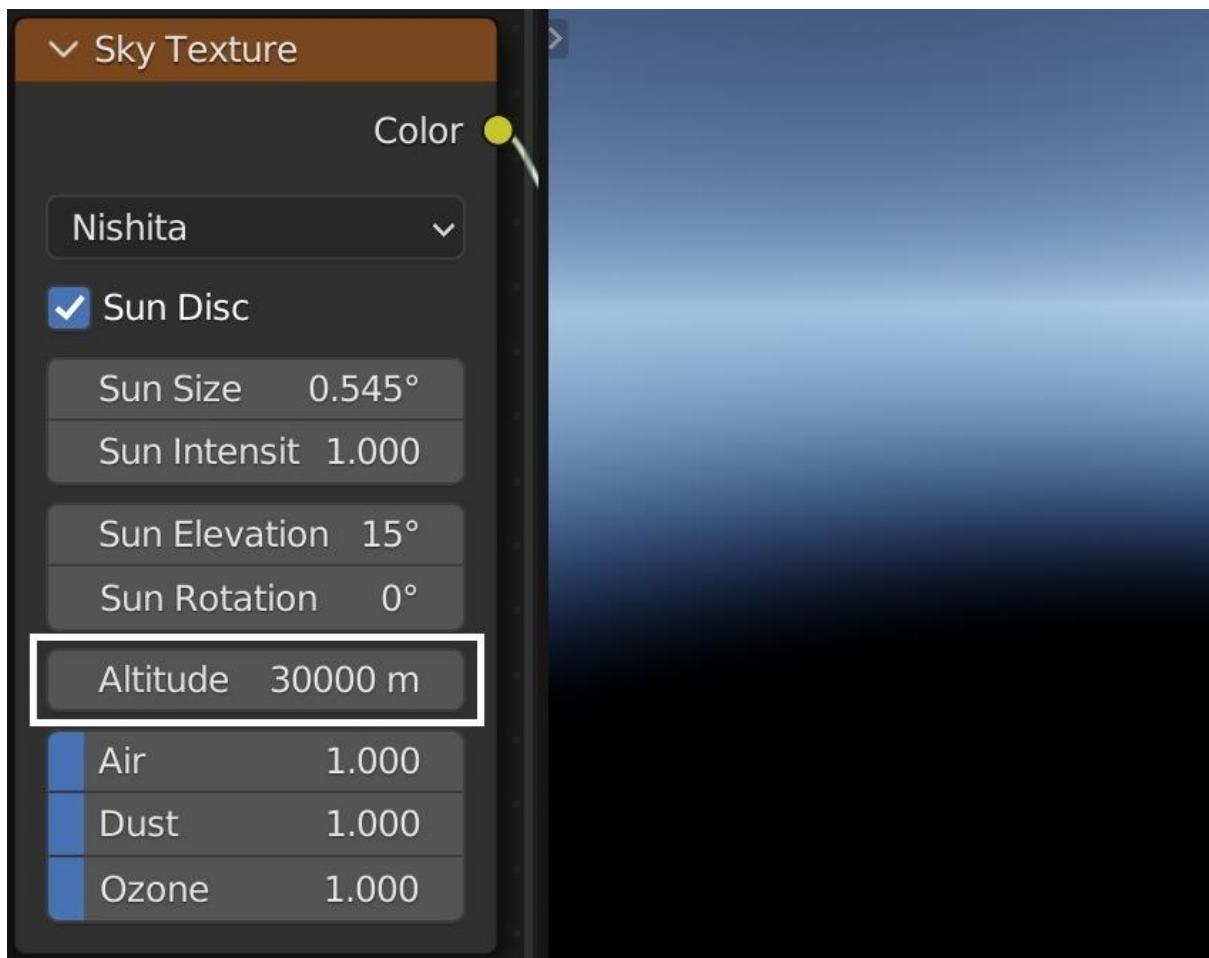 Sky Texture
Color
Nishita
Sun Disc
Sun Size 0.545°
Sun Intensit 1.000
Sun Elevation 15°
Sun Rotation 0°
Altitude 30000 m
Air 1.000
Dust 1.000
Ozone 1.000